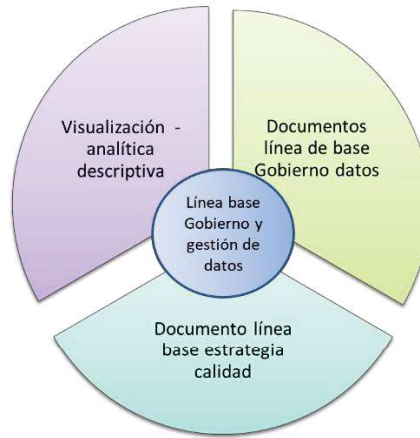 Visualización -
analítica
descriptiva
Documentos
línea de base
Gobierno datos
Línea base
Gobierno y
gestión de
datos
Documento línea
base estrategia
calidad